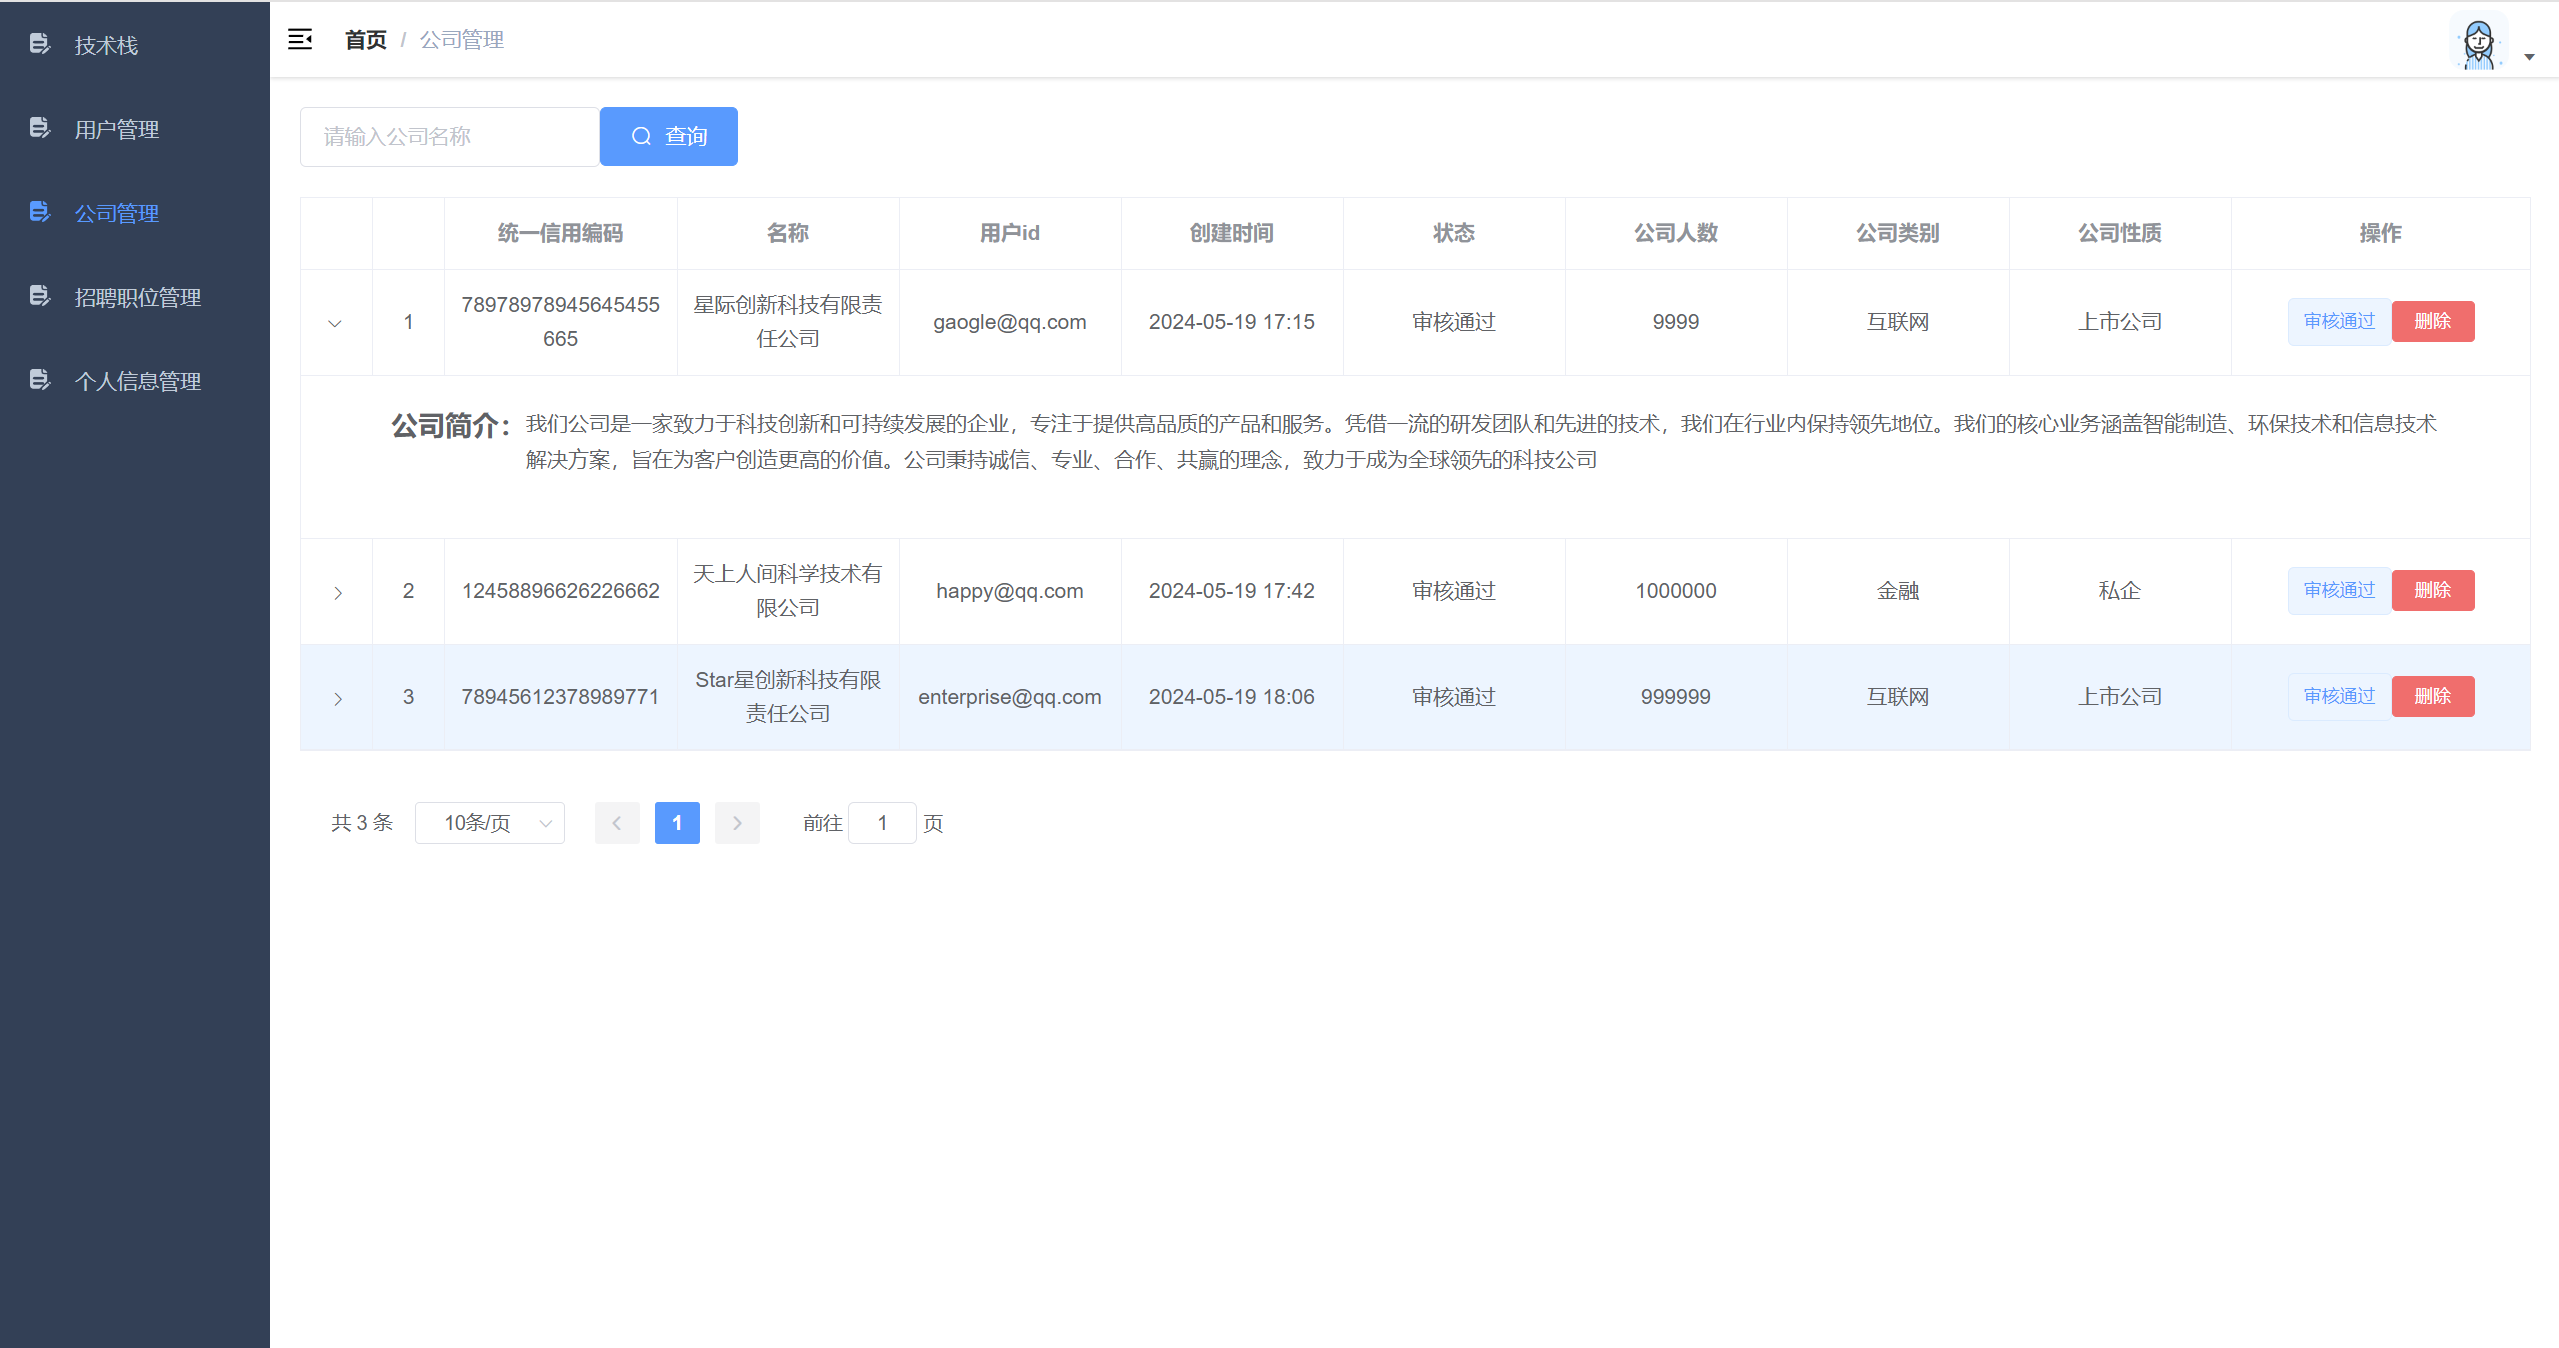 技术栈
用户管理
公司管理
招聘职位管理
个人信息管理
首页 / 公司管理
请输入公司名称 查询
统一信用编码 名称 用户id 创建时间 状态 公司人数 公司类别 公司性质 操作
1 78978978945645455665 星际创新科技有限责任公司 gaogle@qq.com 2024-05-19 17:15 审核通过 9999 互联网 上市公司 审核通过 删除
公司简介： 我们公司是一家致力于科技创新和可持续发展的企业，专注于提供高品质的产品和服务。凭借一流的研发团队和先进的技术，我们在行业内保持领先地位。我们的核心业务涵盖智能制造、环保技术和信息技术
解决方案，旨在为客户创造更高的价值。公司秉持诚信、专业、合作、共赢的理念，致力于成为全球领先的科技公司
2 12458896626226662 天上人间科学技术有限公司 happy@qq.com 2024-05-19 17:42 审核通过 1000000 金融 私企 审核通过 删除
3 78945612378989771 Star星创新科技有限责任公司 enterprise@qq.com 2024-05-19 18:06 审核通过 999999 互联网 上市公司 审核通过 删除
共 3 条 10条/页 1 前往 1 页